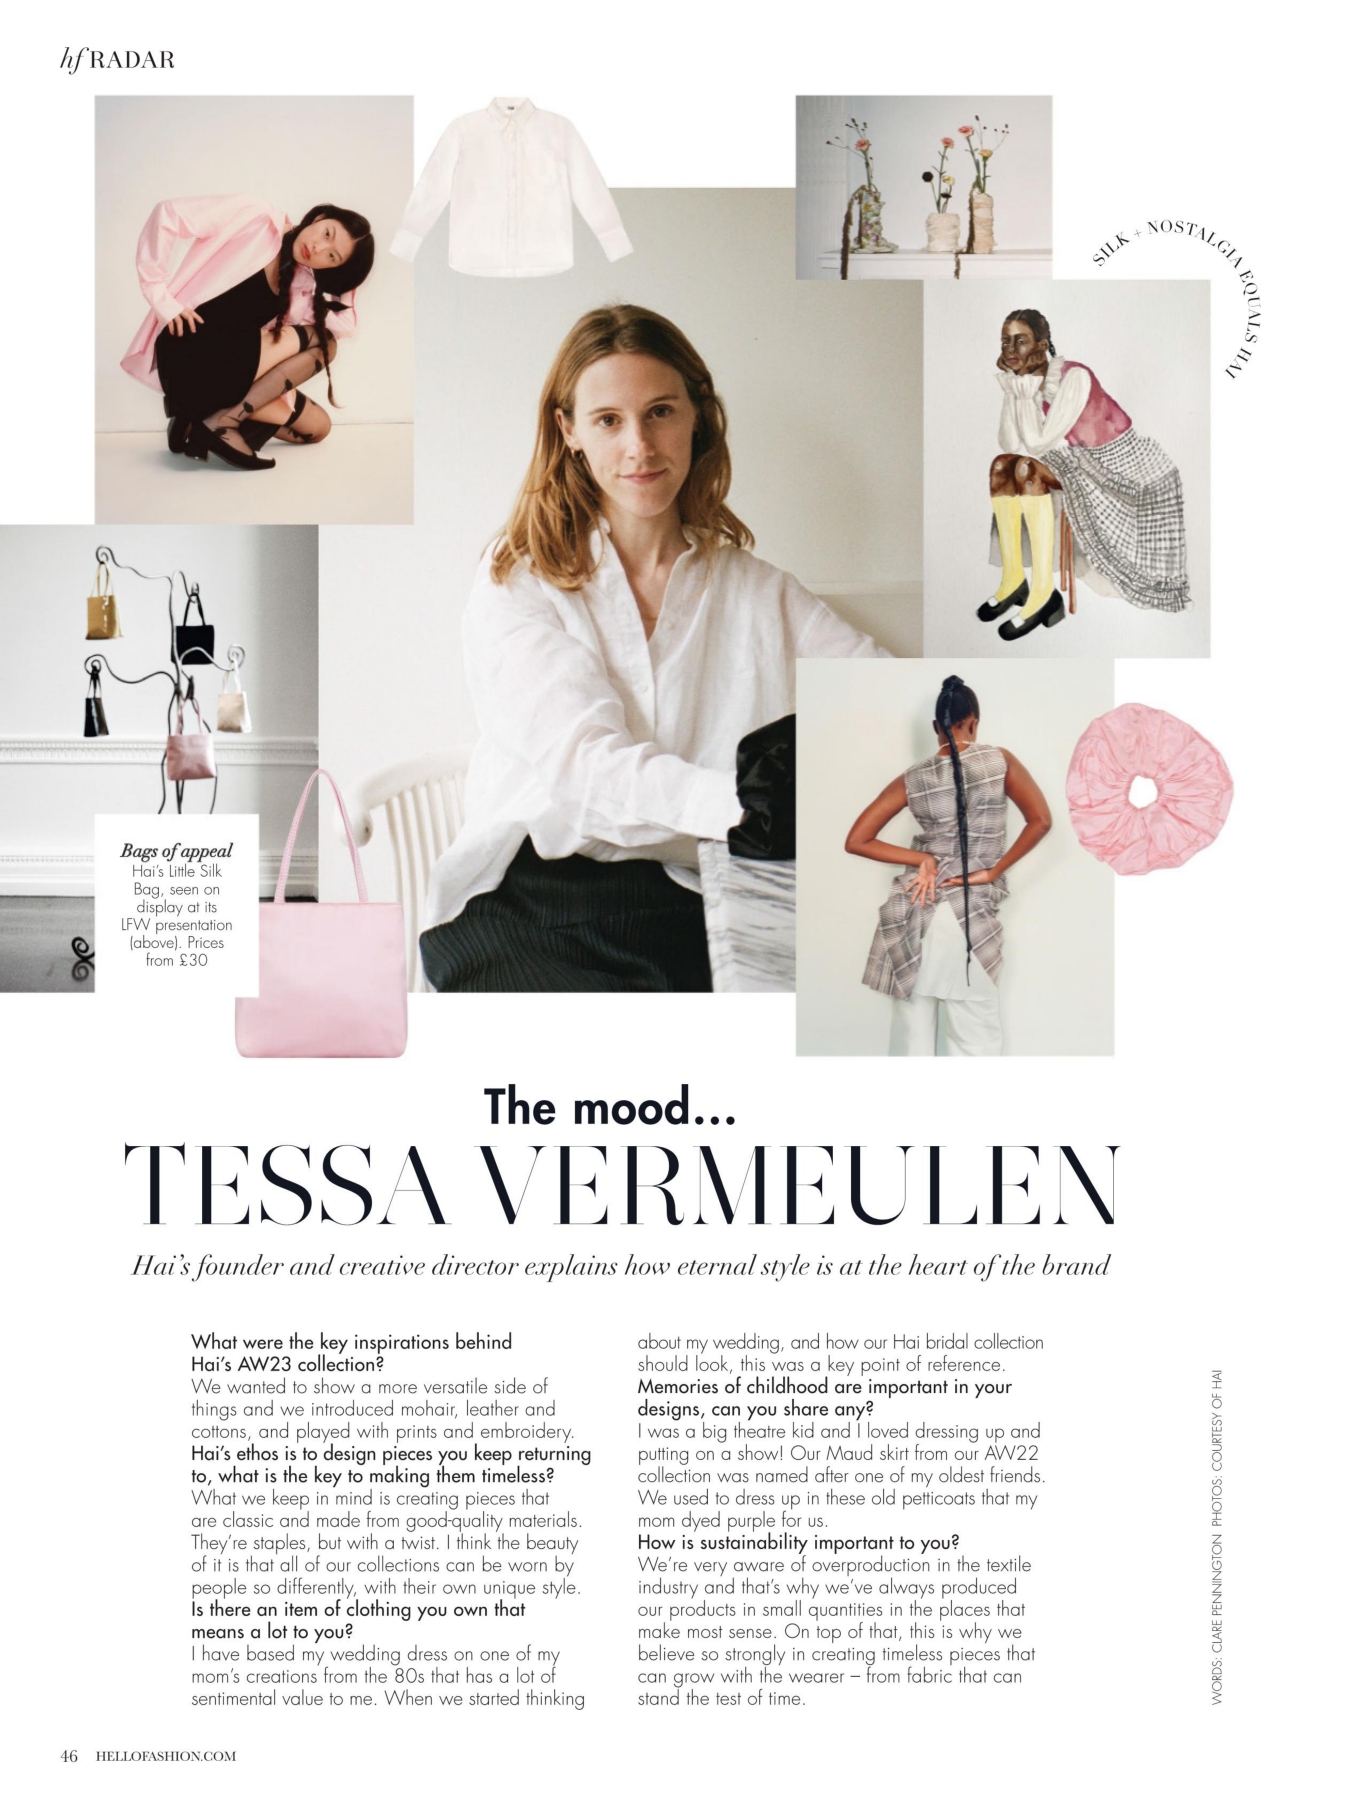 hf RADAR
SILK + NOSTALGIA EQUALS HAI
Bags of appeal
Hai's Little Silk
Bag, seen on
display at its
LFW presentation
(above). Prices
from £30
The mood...
TESSA VERMEULEN
Hai's founder and creative director explains how eternal style is at the heart of the brand
What were the key inspirations behind
Hai's AW23 collection?
We wanted to show a more versatile side of
things and we introduced mohair, leather and
cottons, and played with prints and embroidery.
Hai's ethos is to design pieces you keep returning
to, what is the key to making them timeless?
What we keep in mind is creating pieces that
are classic and made from good-quality materials.
They're staples, but with a twist. I think the beauty
of it is that all of our collections can be worn by
people so differently, with their own unique style.
Is there an item of clothing you own that
means a lot to you?
I have based my wedding dress on one of my
mom's creations from the 80s that has a lot of
sentimental value to me. When we started thinking
about my wedding, and how our Hai bridal collection
should look, this was a key point of reference.
Memories of childhood are important in your
designs, can you share any?
I was a big theatre kid and I loved dressing up and
putting on a show! Our Maud skirt from our AW22
collection was named after one of my oldest friends.
We used to dress up in these old petticoats that my
mom dyed purple for us.
How is sustainability important to you?
We're very aware of overproduction in the textile
industry and that's why we've always produced
our products in small quantities in the places that
make most sense. On top of that, this is why we
believe so strongly in creating timeless pieces that
can grow with the wearer – from fabric that can
stand the test of time.
WORDS: CLARE PENNINGTON PHOTOS: COURTESY OF HAI
46 HELLOFASHION.COM